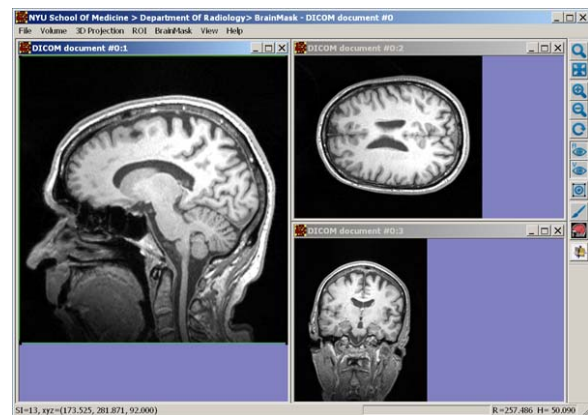 NYU School Of Medicine > Department Of Radiology> BrainMask - DICOM document #0
File Volume 3D Projection ROI BrainMask View Help
DICOM document #0:1
DICOM document #0:2
DICOM document #0:3
SI=13, xyz=(173.525, 281.871, 92.000)
R=257.486 H= 50.090